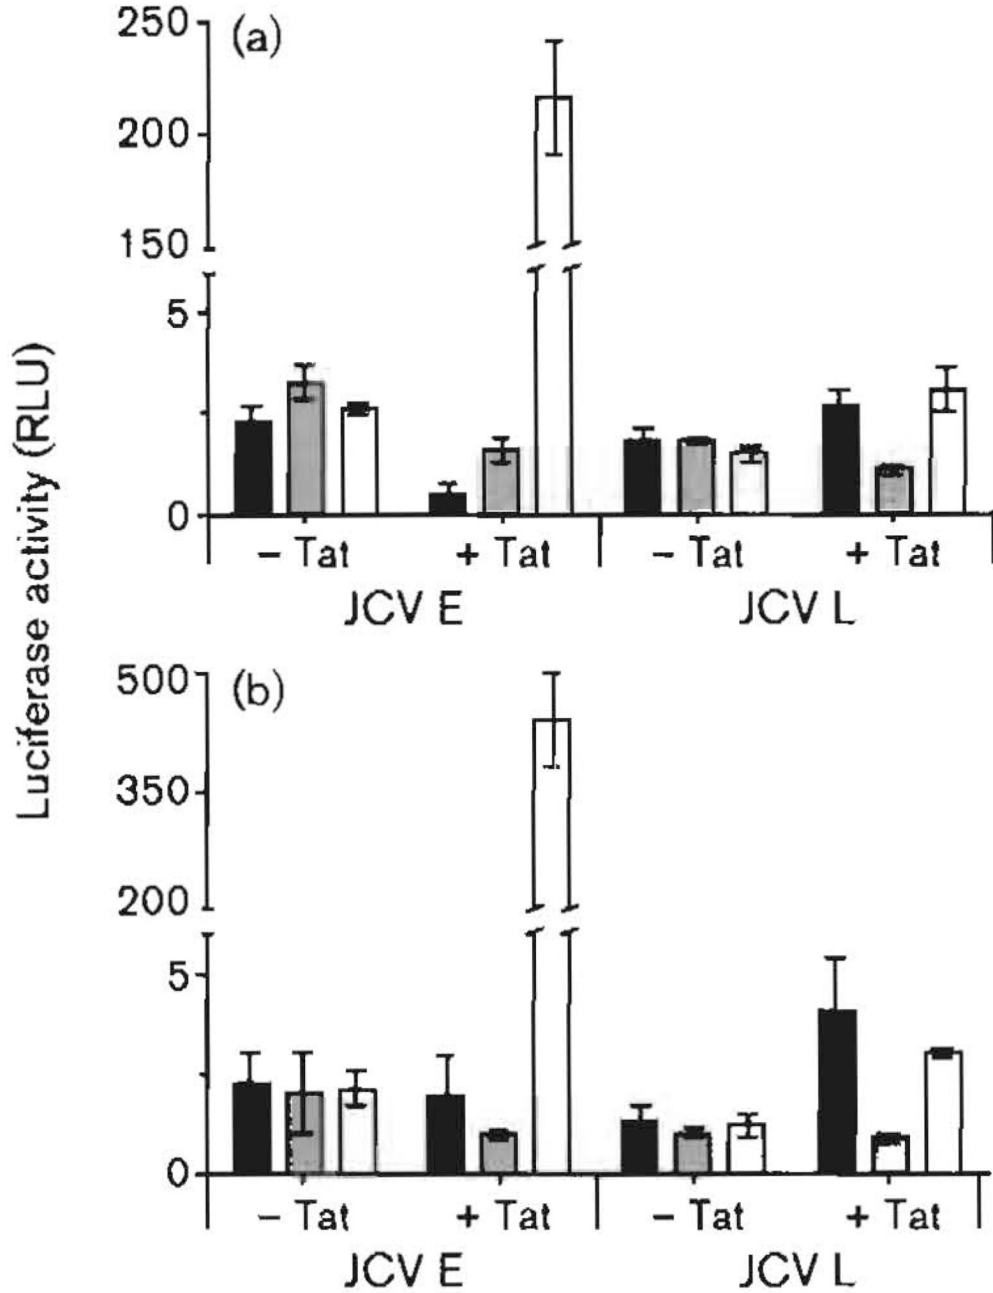 Luciferase activity (RLU)
(a)
250
200
150
5
0
– Tat + Tat – Tat + Tat
JCV E JCV L
(b)
500
350
200
5
0
– Tat + Tat – Tat + Tat
JCV E JCV L